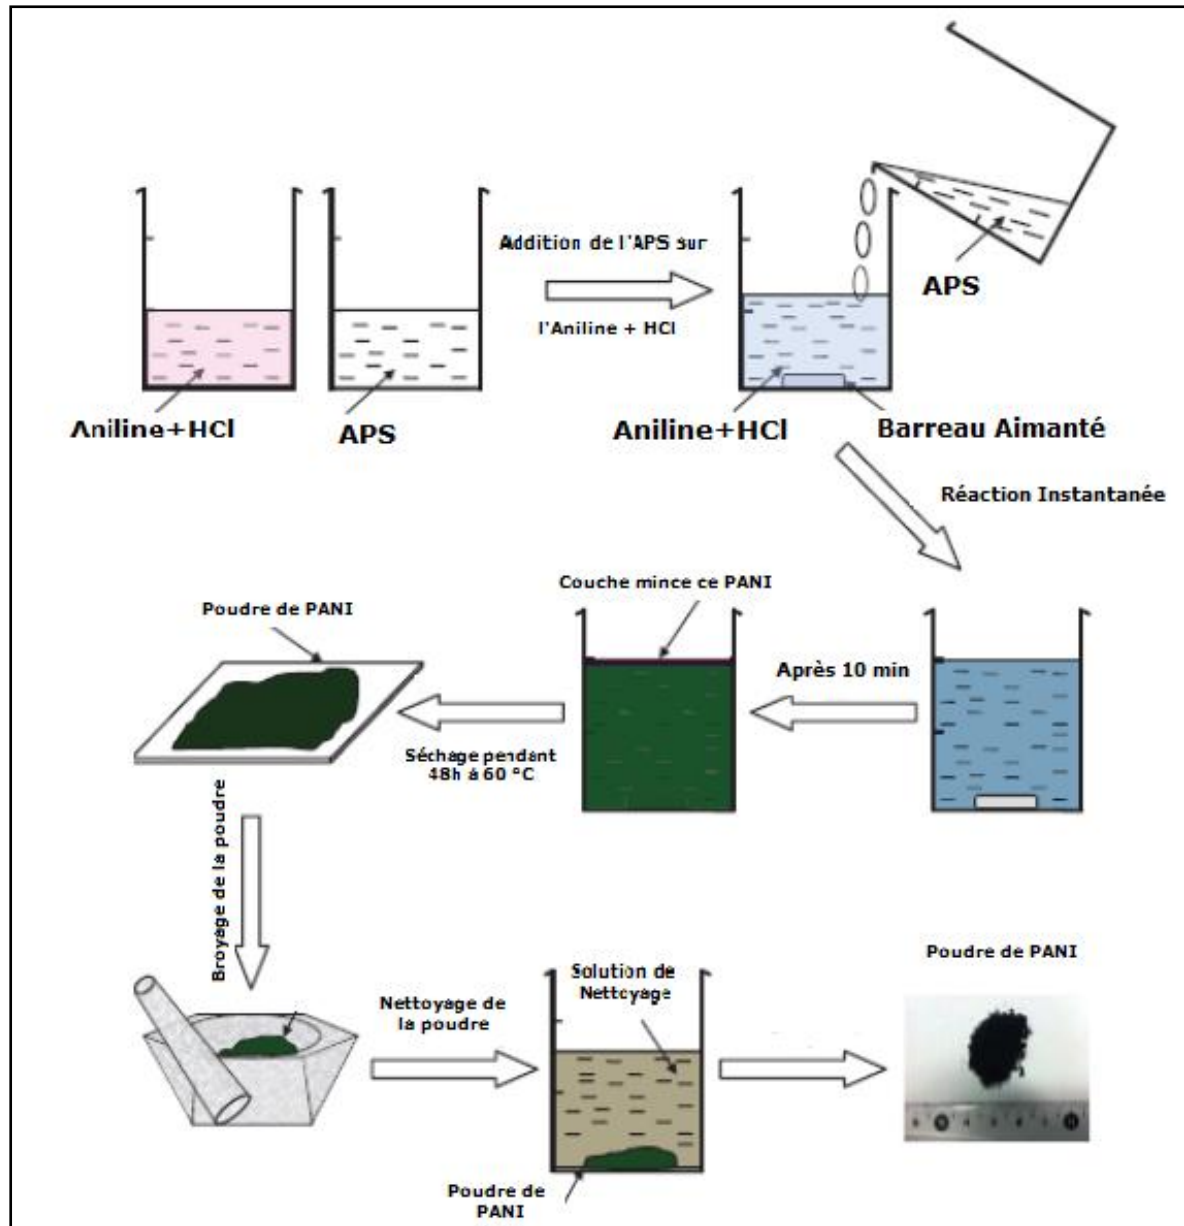 Addition de l'APS sur
l'Aniline + HCl
APS
Aniline+HCl
APS
Aniline+HCl
Barreau Aimanté
Réaction Instantanée
Couche mince ce PANI
Poudre de PANI
Après 10 min
Séchage pendant
48h à 60 °C
Broyage de la poudre
Nettoyage de
la poudre
Solution de
Nettoyage
Poudre de PANI
Poudre de
PANI